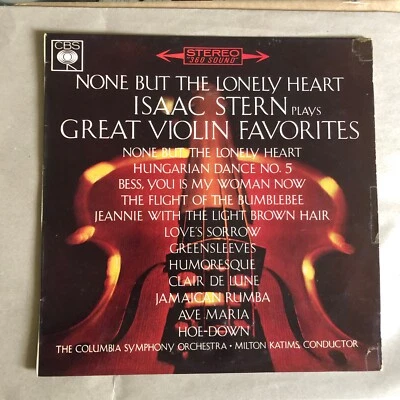 CBS
STEREO
"360 SOUND"
NONE BUT THE LONELY HEART
ISAAC STERN PLAYS
GREAT VIOLIN FAVORITES
NONE BUT THE LONELY HEART
HUNGARIAN DANCE NO. 5
BESS, YOU IS MY WOMAN NOW
THE FLIGHT OF THE BUMBLEBEE
JEANNIE WITH THE LIGHT BROWN HAIR
LOVE'S SORROW
GREENSLEEVES
HUMORESQUE
CLAIR DE LUNE
JAMAICAN RUMBA
AVE MARIA
HOE-DOWN
THE COLUMBIA SYMPHONY ORCHESTRA • MILTON KATIMS, CONDUCTOR